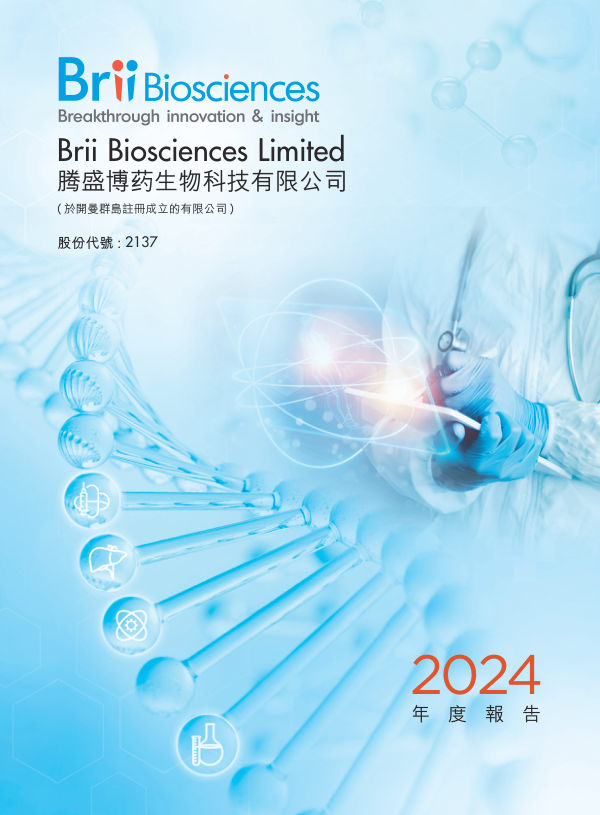 Brii Biosciences
Breakthrough innovation & insight
Brii Biosciences Limited
腾盛博药生物科技有限公司
(於開曼群島註冊成立的有限公司)
股份代號 : 2137
2024
年度報告